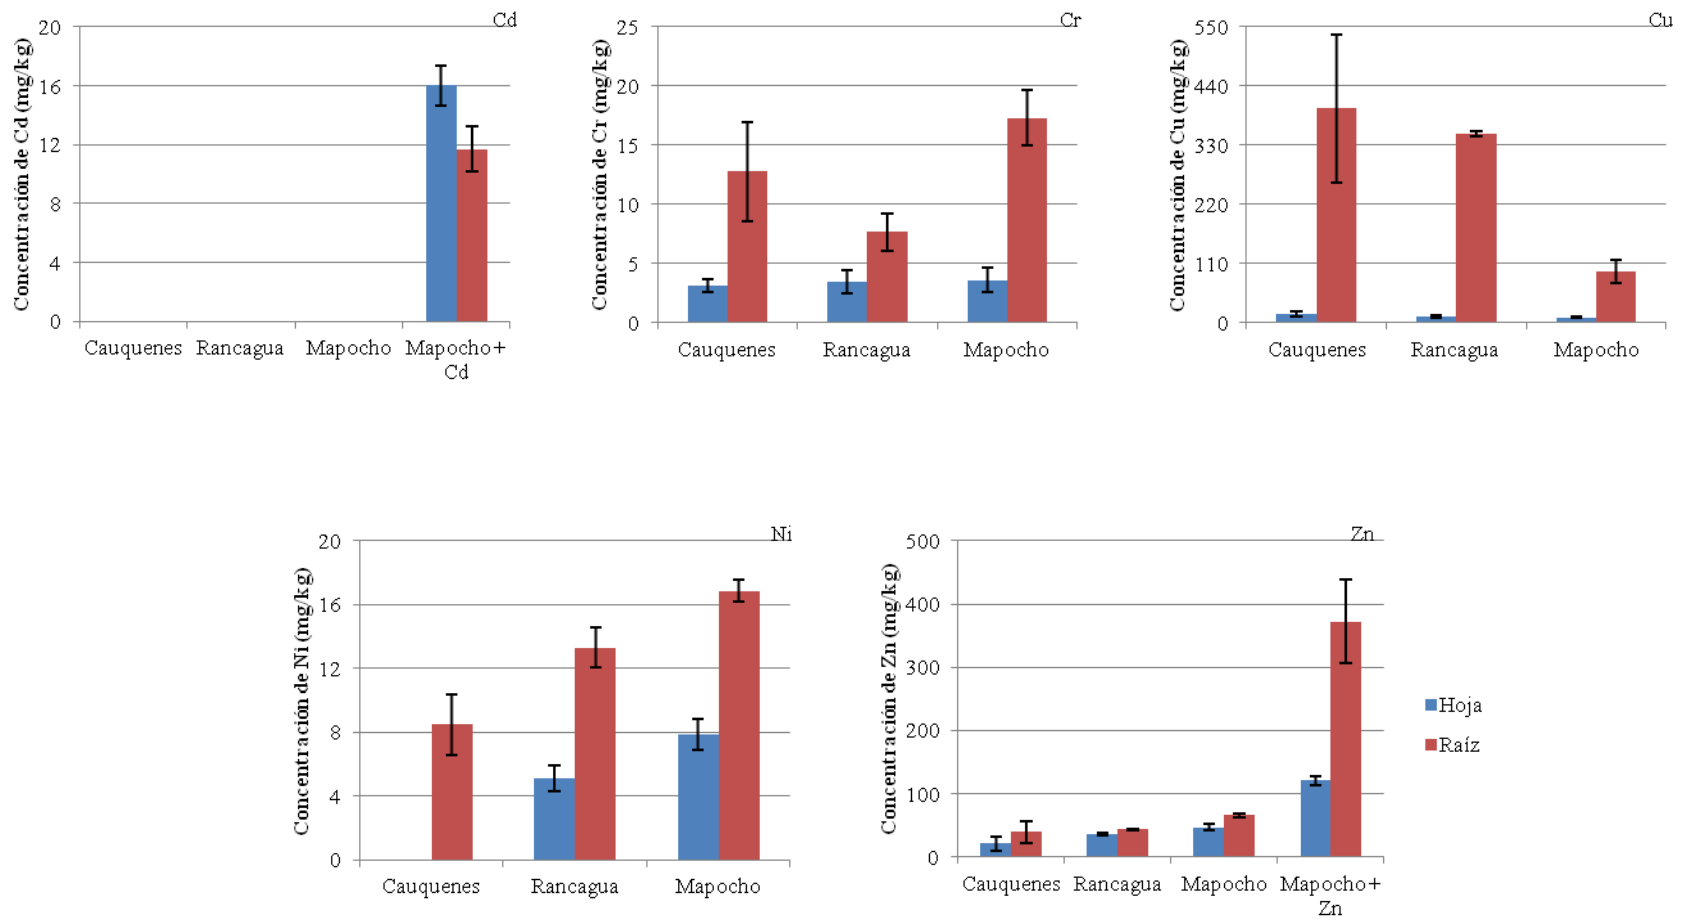 Cd
Concentración de Cd (mg/kg)
20
16
12
8
4
0
Cauquenes Rancagua Mapocho Mapocho+
Cd
Cr
Concentración de Cr (mg/kg)
25
20
15
10
5
0
Cauquenes Rancagua Mapocho
Cu
Concentración de Cu (mg/kg)
550
440
330
220
110
0
Cauquenes Rancagua Mapocho
Ni
Concentración de Ni (mg/kg)
20
16
12
8
4
0
Cauquenes Rancagua Mapocho
Zn
Concentración de Zn (mg/kg)
500
400
300
200
100
0
Cauquenes Rancagua Mapocho Mapocho+
Zn
Hoja
Raíz